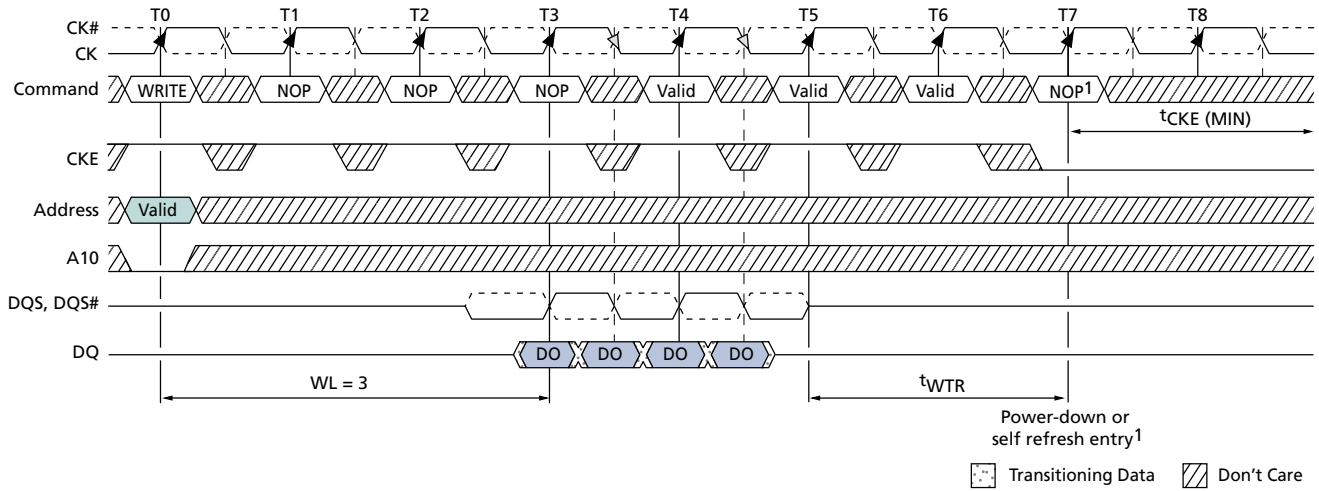 T0 T1 T2 T3 T4 T5 T6 T7 T8
CK#
CK
Command WRITE NOP NOP NOP Valid Valid Valid NOP1
tCKE (MIN)
CKE
Address Valid
A10
DQS, DQS#
DQ DO DO DO DO
WL = 3 tWTR
Power-down or
self refresh entry1
Transitioning Data Don't Care